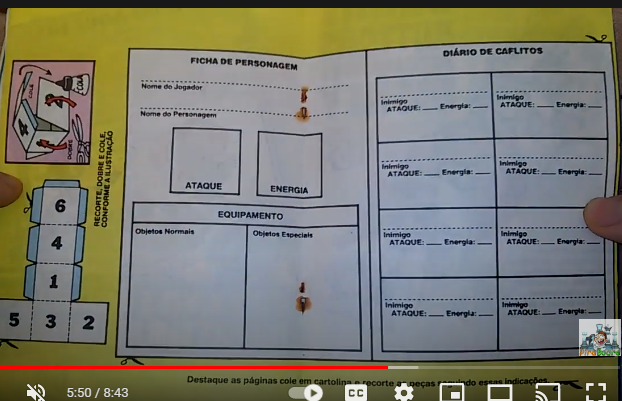 FICHA DE PERSONAGEM
Nome do Jogador
Nome do Personagem
ATAQUE
ENERGIA
EQUIPAMENTO
Objetos Normais
Objetos Especiais
DIÁRIO DE CAFLITOS
Inimigo
ATAQUE: ___ Energia: ___
Inimigo
ATAQUE: ___ Energia: ___
Inimigo
ATAQUE: ___ Energia: ___
Inimigo
ATAQUE: ___ Energia: ___
Inimigo
ATAQUE: ___ Energia: ___
Inimigo
ATAQUE: ___ Energia: ___
Inimigo
ATAQUE: ___ Energia: ___
Inimigo
ATAQUE: ___ Energia: ___
COLE
COLA
DOBRE
RECORTE, DOBRE E COLE,
CONFORME A ILUSTRAÇÃO
6
4
1
5 3 2
Destaque as páginas cole em cartolina e recorte as peças seguindo essas indicações.
5:50 / 8:43
CC